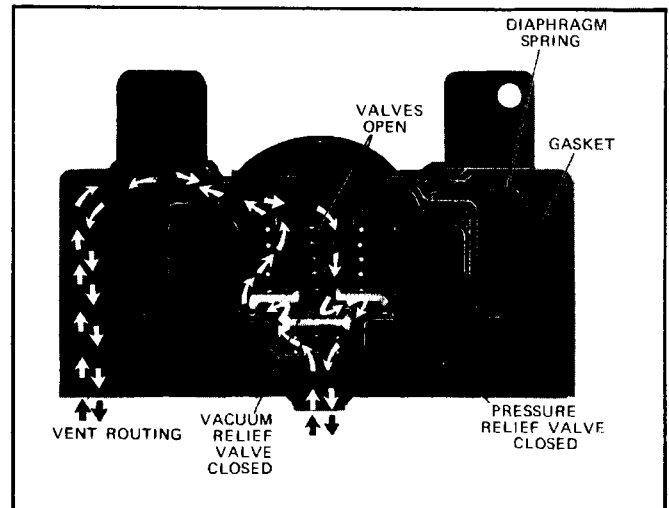 DIAPHRAGM
SPRING
VALVES
OPEN
GASKET
VENT ROUTING
VACUUM
RELIEF
VALVE
CLOSED
PRESSURE
RELIEF VALVE
CLOSED